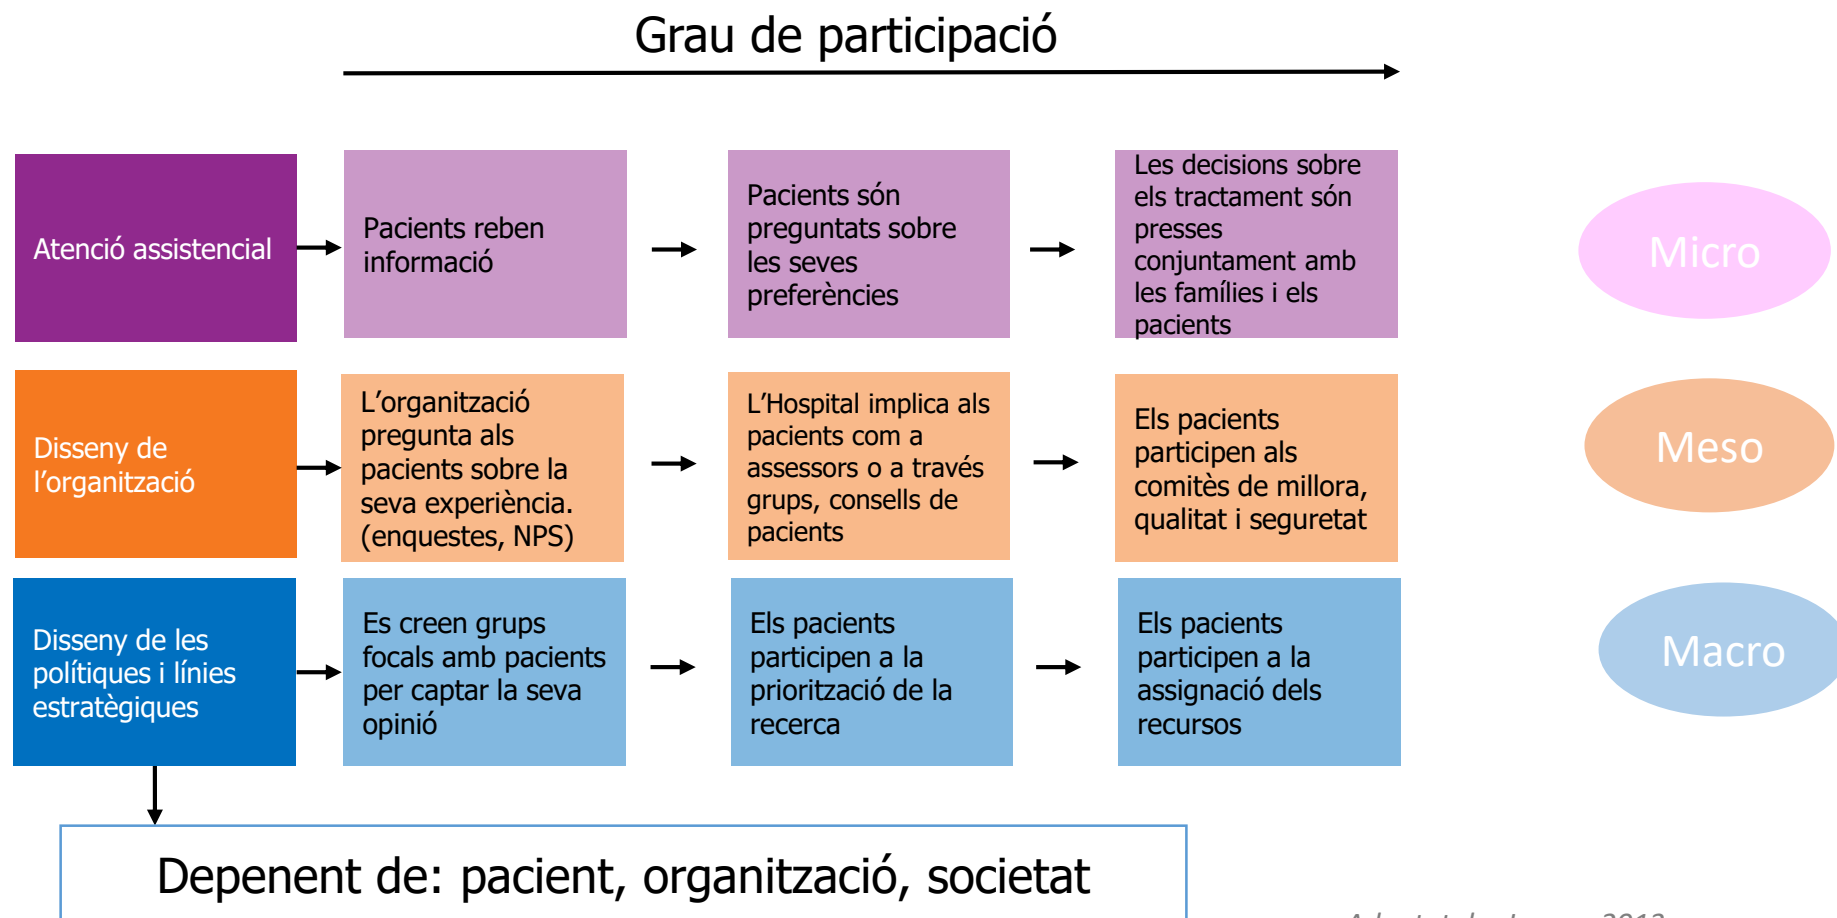 Grau de participació
Atenció assistencial
Pacients reben
informació
Pacients són
preguntats sobre
les seves
preferències
Les decisions sobre
els tractament són
presses
conjuntament amb
les famílies i els
pacients
Micro
Disseny de
l’organització
L’organització
pregunta als
pacients sobre la
seva experiència.
(enquestes, NPS)
L’Hospital implica als
pacients com a
assessors o a través
grups, consells de
pacients
Els pacients
participen als
comitès de millora,
qualitat i seguretat
Meso
Disseny de les
polítiques i línies
estratègiques
Es creen grups
focals amb pacients
per captar la seva
opinió
Els pacients
participen a la
priorització de la
recerca
Els pacients
participen a la
assignació dels
recursos
Macro
Depenent de: pacient, organització, societat